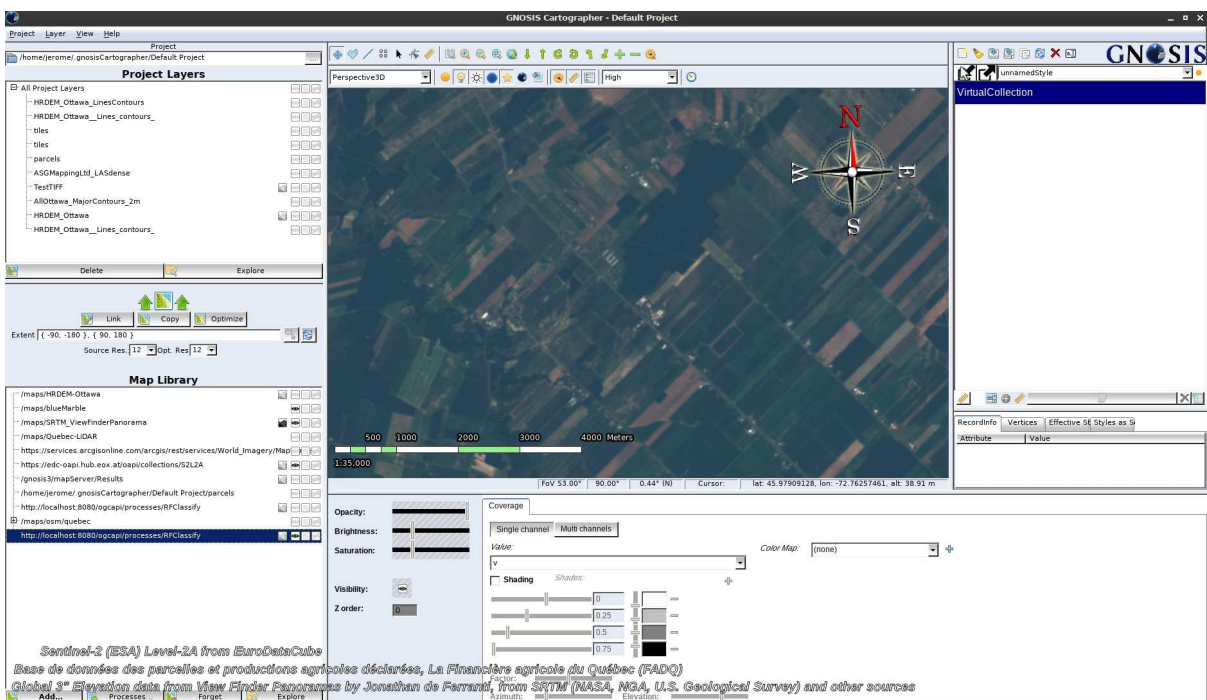 GNOSIS Cartographer - Default Project
Project Layer View Help
Project
/home/jerome/.gnosisCartographer/Default Project
...
Project Layers
All Project Layers
HRDEM_Ottawa_LinesContours
HRDEM_Ottawa__Lines_contours_
tiles
tiles
parcels
ASGMappingLtd_LASdense
TestTIFF
AllOttawa_MajorContours_2m
HRDEM_Ottawa
HRDEM_Ottawa__Lines_contours_
Delete
Explore
Link
Copy
Optimize
Extent { -90, -180 }, { 90, 180 }
Source Res. 12 Opt. Res 12
Map Library
/maps/HRDEM-Ottawa
/maps/blueMarble
/maps/SRTM_ViewFinderPanorama
/maps/Quebec-LiDAR
https://services.arcgisonline.com/arcgis/rest/services/World_Imagery/Map
https://edc-oapi.hub.eox.at/oapi/collections/S2L2A
/gnosis3/mapServer/Results
/home/jerome/.gnosisCartographer/Default Project/parcels
http://localhost:8080/ogcapi/processes/RFClassify
/maps/osm/quebec
http://localhost:8080/ogcapi/processes/RFClassify
Add...
Processes...
Forget
Explore
Perspective3D
High
N
W
E
S
500 1000 2000 3000 4000 Meters
1:35,000
FoV 53.00° 90.00° 0.44° (N) Cursor: lat: 45.97909128, lon: -72.76257461, alt: 38.91 m
Opacity:
Brightness:
Saturation:
Visibility:
Z order: 0
Coverage
Single channel Multi channels
Value:
v
Color Map: (none)
Shading Shades:
0
0.25
0.5
0.75
Factor:
Azimuth: Elevation:
GNOSIS
unnamedStyle
VirtualCollection
RecordInfo Vertices Effective St Styles as S
Attribute Value
Sentinel-2 (ESA) Level-2A from EuroDataCube
Base de données des parcelles et productions agricoles déclarées, La Financière agricole du Québec (FADQ)
Global 3" Elevation data from View Finder Panoramas by Jonathan de Ferranti, from SRTM (NASA, NGA, U.S. Geological Survey) and other sources